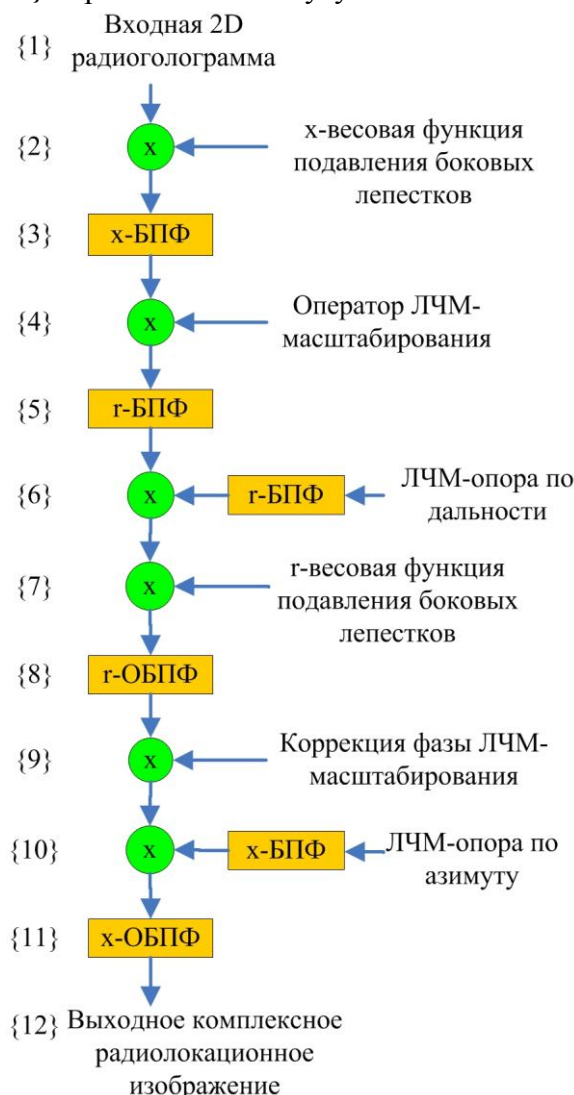 {1}
Входная 2D
радиоголограмма
{2}
x
x-весовая функция
подавления боковых
лепестков
{3}
x-БПФ
{4}
x
Оператор ЛЧМ-
масштабирования
{5}
r-БПФ
{6}
x
r-БПФ
ЛЧМ-опора по
дальности
{7}
x
r-весовая функция
подавления боковых
лепестков
{8}
r-ОБПФ
{9}
x
Коррекция фазы ЛЧМ-
масштабирования
{10}
x
x-БПФ
ЛЧМ-опора по
азимуту
{11}
x-ОБПФ
{12}
Выходное комплексное
радиолокационное
изображение